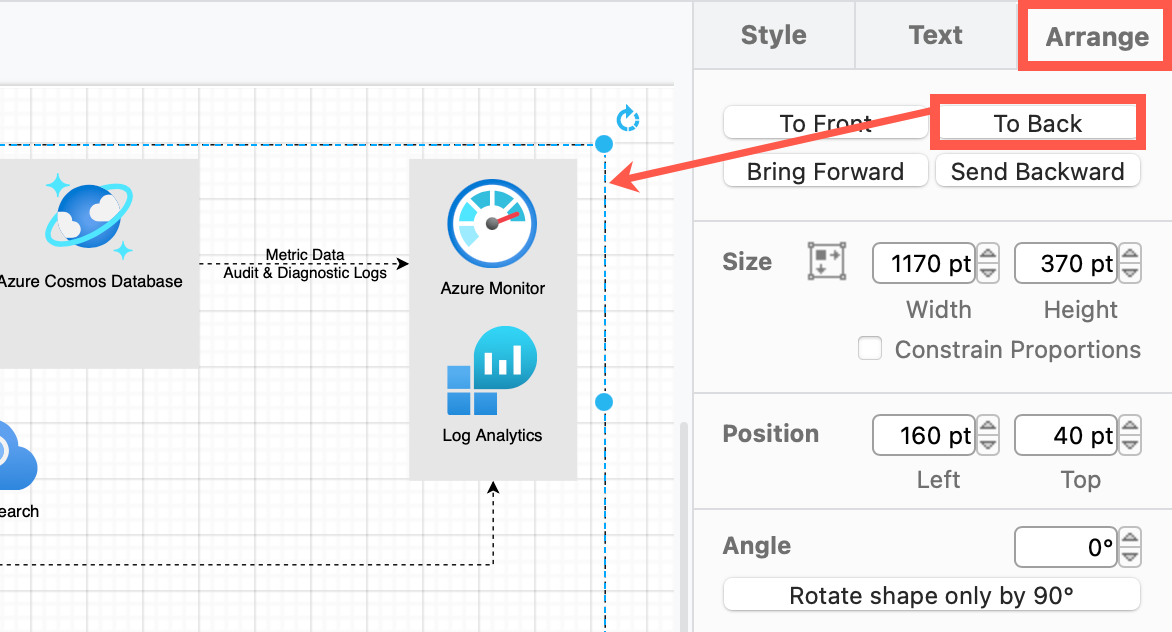 Style Text Arrange
To Front To Back
Bring Forward Send Backward
Size 1170 pt 370 pt
Width Height
Constrain Proportions
Position 160 pt 40 pt
Left Top
Angle 0°
Rotate shape only by 90°
Azure Cosmos Database
Metric Data
Audit & Diagnostic Logs
Azure Monitor
Log Analytics
earch